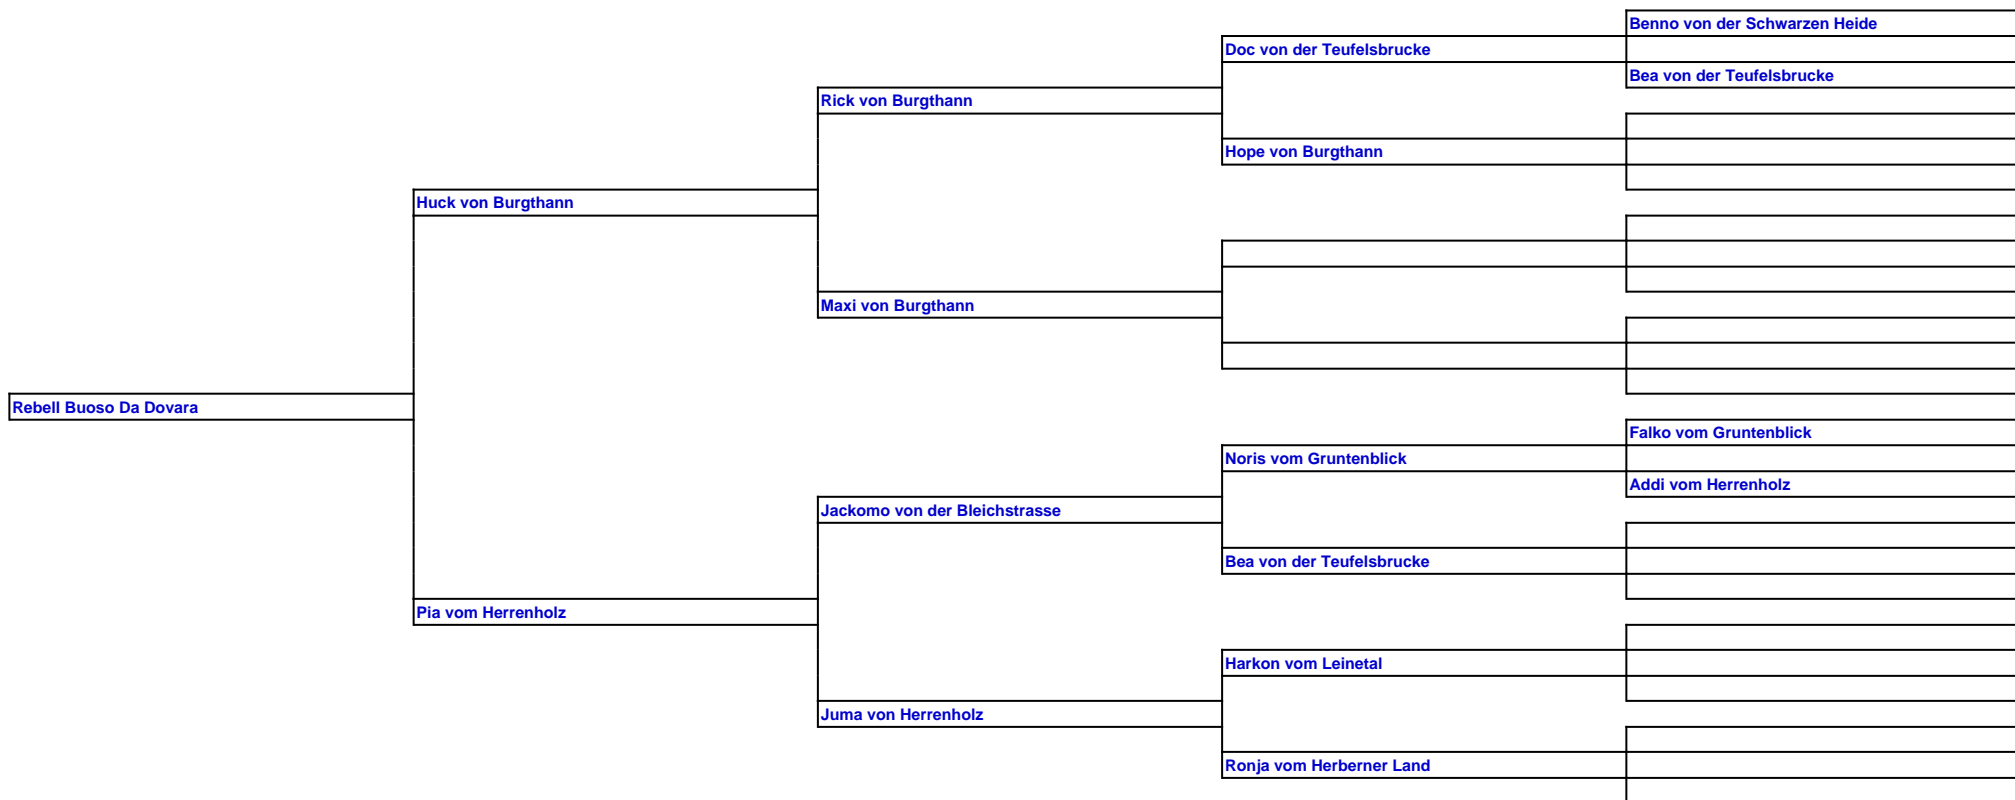 Benno von der Schwarzen Heide
Doc von der Teufelsbrucke
Bea von der Teufelsbrucke
Rick von Burgthann
Hope von Burgthann
Huck von Burgthann
Maxi von Burgthann
Rebell Buoso Da Dovara
Falko vom Gruntenblick
Noris vom Gruntenblick
Addi vom Herrenholz
Jackomo von der Bleichstrasse
Bea von der Teufelsbrucke
Pia vom Herrenholz
Harkon vom Leinetal
Juma von Herrenholz
Ronja vom Herberner Land